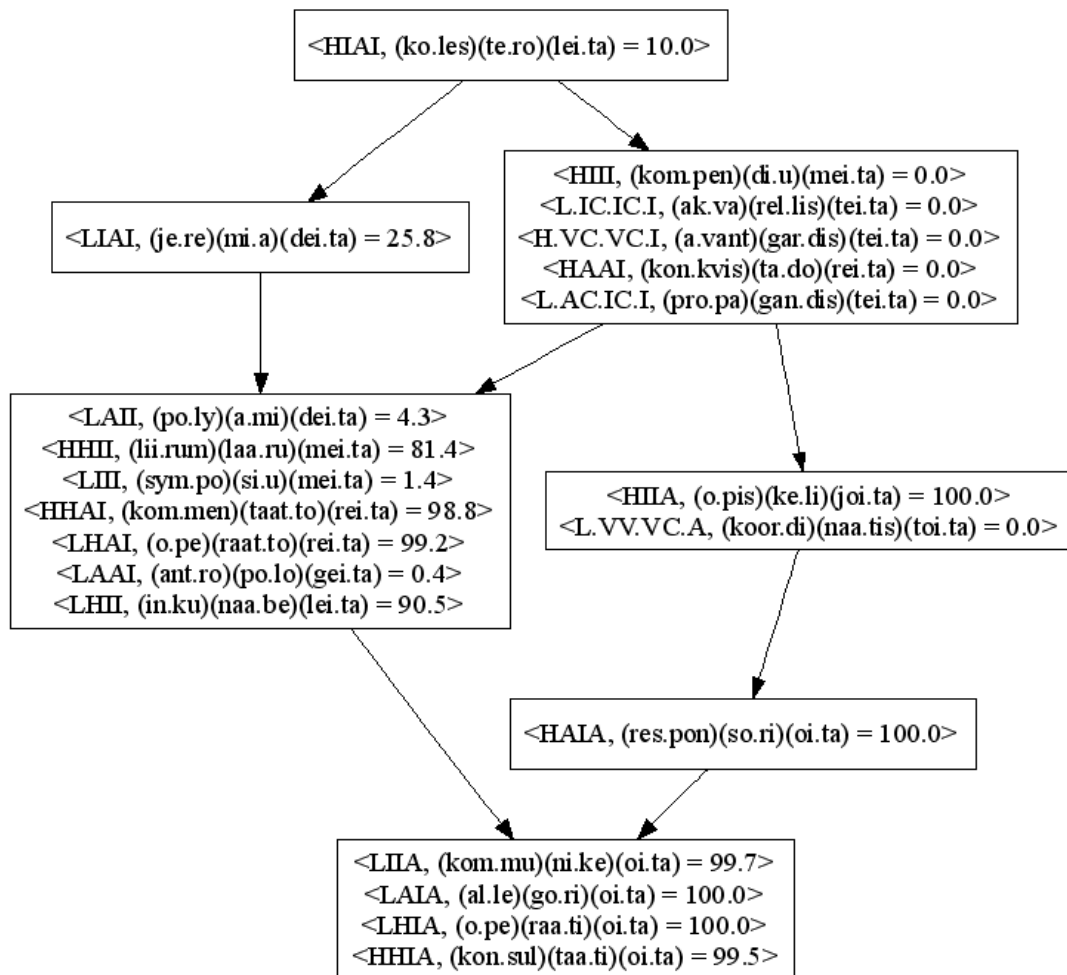 <HIAI, (ko.les)(te.ro)(lei.ta) = 10.0>
<LIAI, (je.re)(mi.a)(dei.ta) = 25.8>
<HIII, (kom.pen)(di.u)(mei.ta) = 0.0>
<L.IC.IC.I, (ak.va)(rel.lis)(tei.ta) = 0.0>
<H.VC.VC.I, (a.vant)(gar.dis)(tei.ta) = 0.0>
<HAAI, (kon.kvis)(ta.do)(rei.ta) = 0.0>
<L.AC.IC.I, (pro.pa)(gan.dis)(tei.ta) = 0.0>
<LAII, (po.ly)(a.mi)(dei.ta) = 4.3>
<HHII, (lii.rum)(laa.ru)(mei.ta) = 81.4>
<LIII, (sym.po)(si.u)(mei.ta) = 1.4>
<HHAI, (kom.men)(taat.to)(rei.ta) = 98.8>
<LHAI, (o.pe)(raat.to)(rei.ta) = 99.2>
<LAAI, (ant.ro)(po.lo)(gei.ta) = 0.4>
<LHII, (in.ku)(naa.be)(lei.ta) = 90.5>
<HIIA, (o.pis)(ke.li)(joi.ta) = 100.0>
<L.VV.VC.A, (koor.di)(naa.tis)(toi.ta) = 0.0>
<HAIA, (res.pon)(so.ri)(oi.ta) = 100.0>
<LIIA, (kom.mu)(ni.ke)(oi.ta) = 99.7>
<LAIA, (al.le)(go.ri)(oi.ta) = 100.0>
<LHIA, (o.pe)(raa.ti)(oi.ta) = 100.0>
<HHIA, (kon.sul)(taa.ti)(oi.ta) = 99.5>